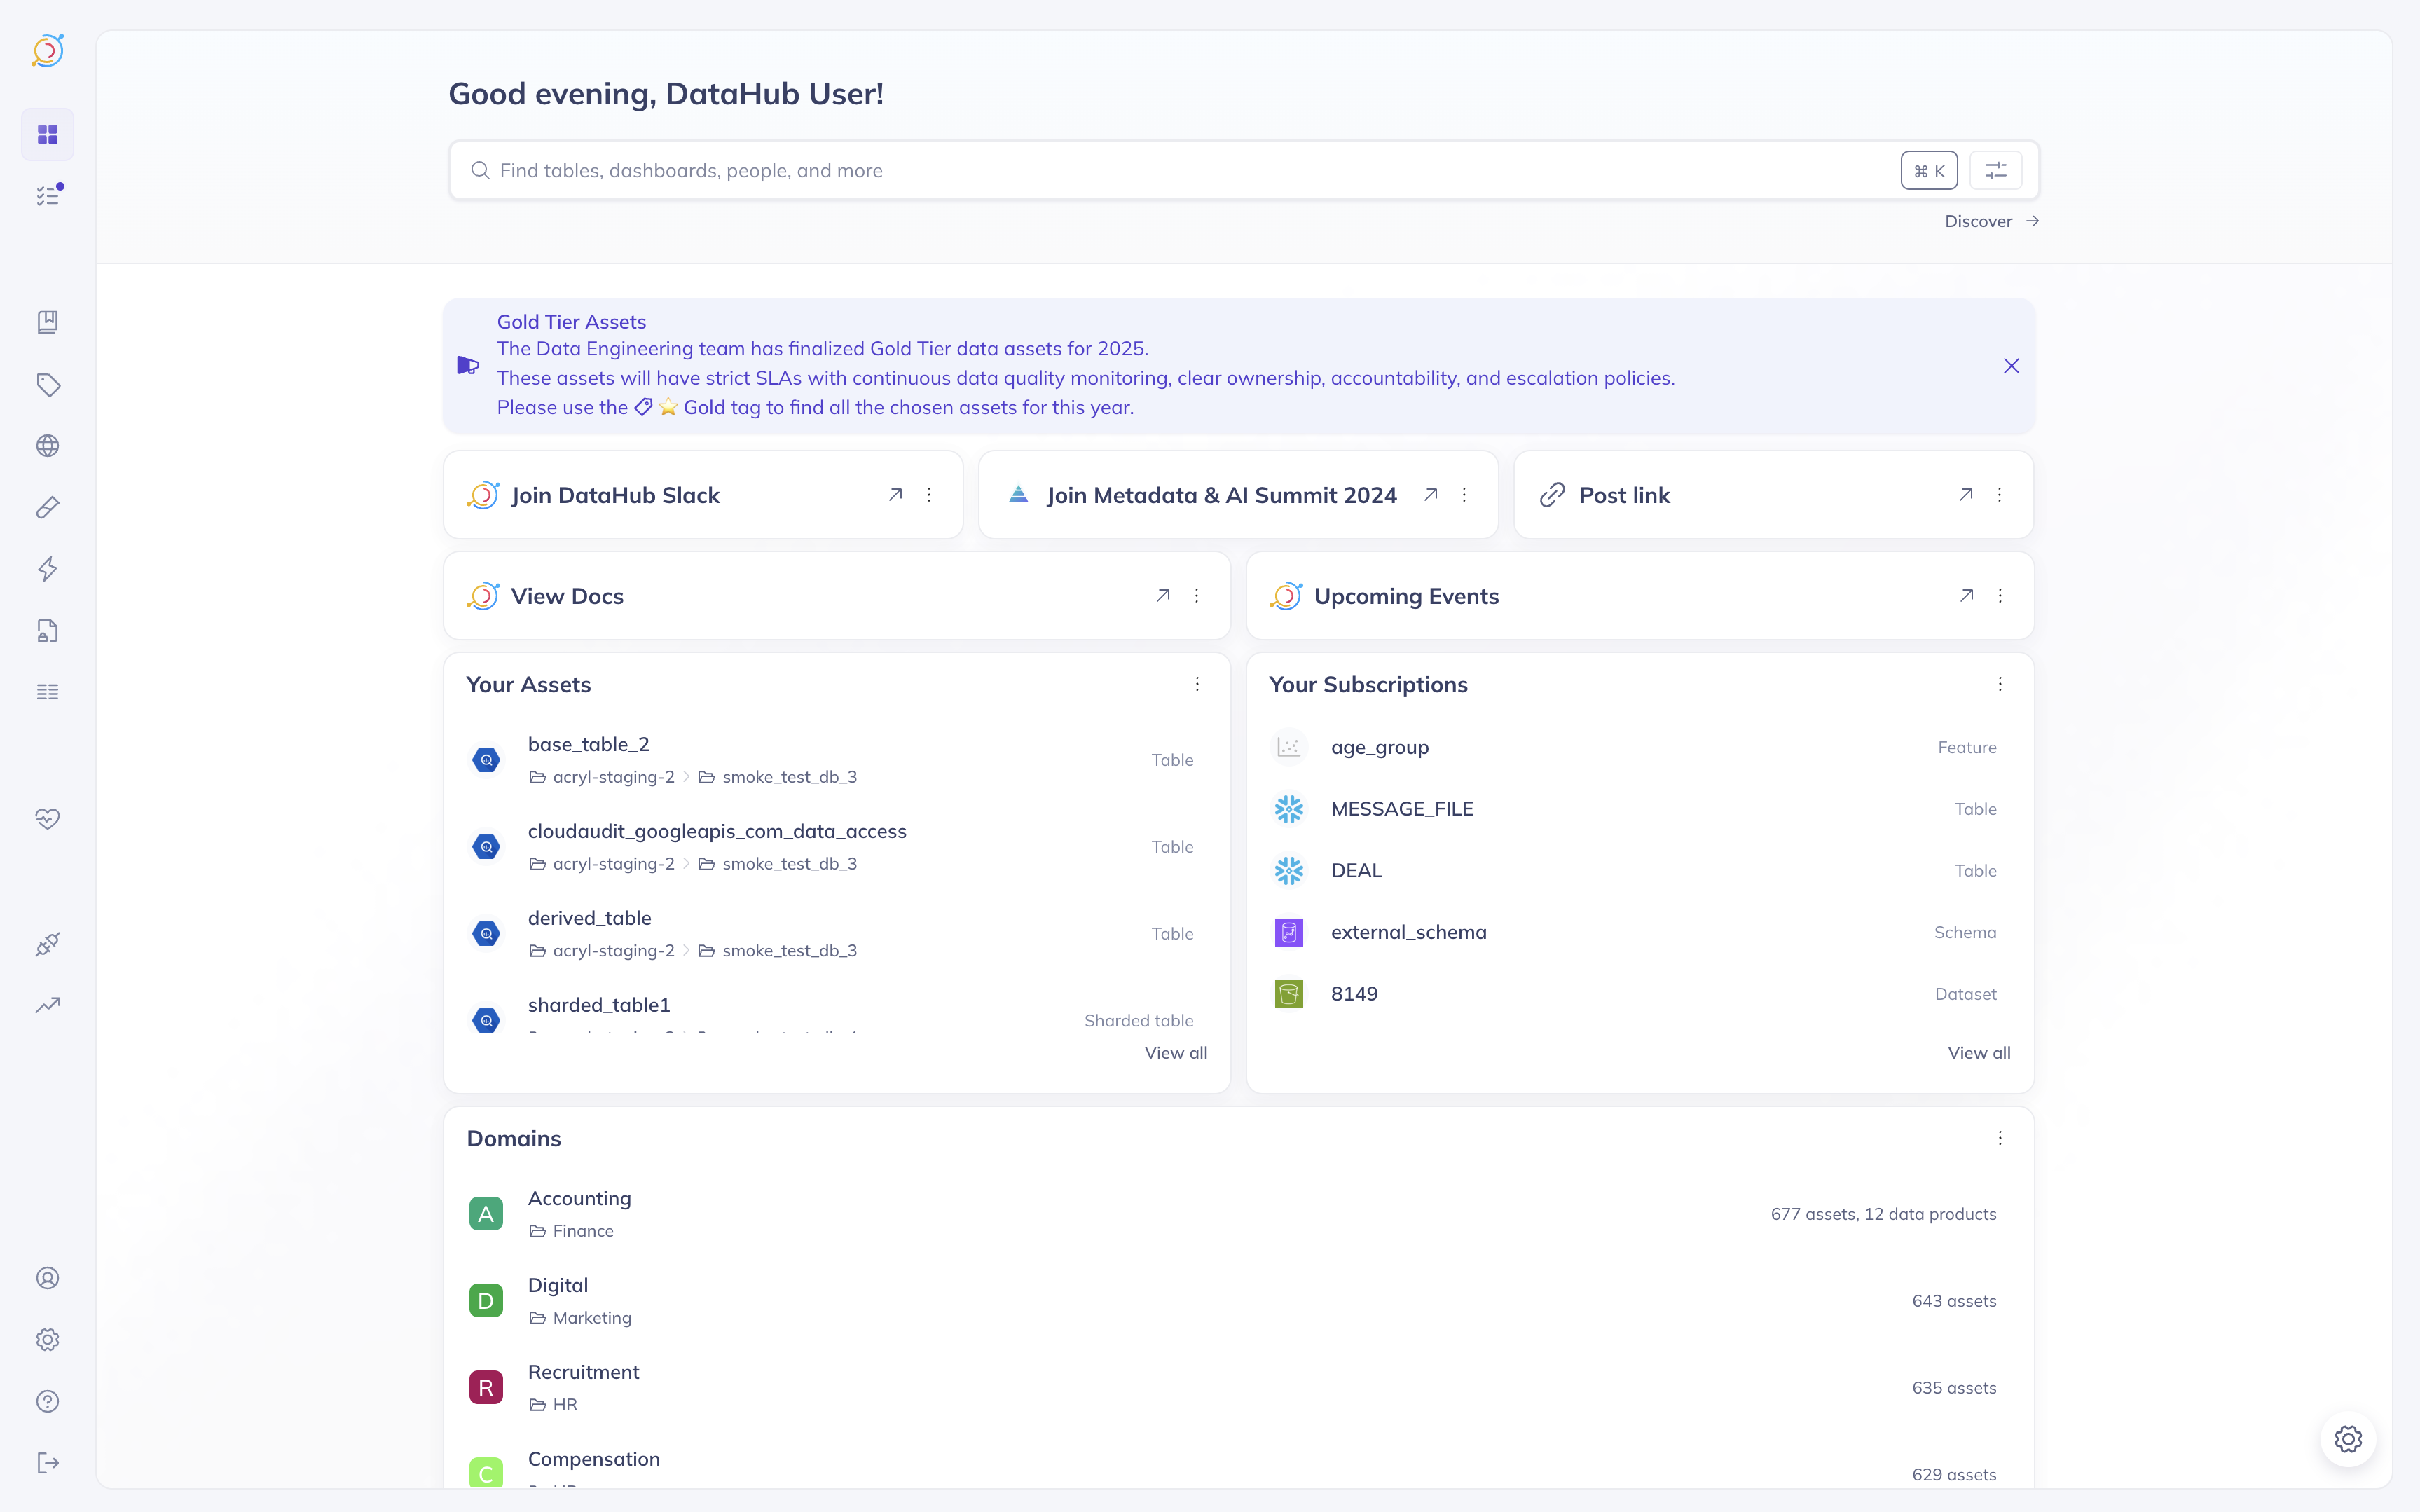 Good evening, DataHub User!
Find tables, dashboards, people, and more
⌘ K
Discover →
Gold Tier Assets
The Data Engineering team has finalized Gold Tier data assets for 2025.
These assets will have strict SLAs with continuous data quality monitoring, clear ownership, accountability, and escalation policies.
Please use the ⭐ Gold tag to find all the chosen assets for this year.
Join DataHub Slack
Join Metadata & AI Summit 2024
Post link
View Docs
Upcoming Events
Your Assets
base_table_2
acryl-staging-2 > smoke_test_db_3
Table
cloudaudit_googleapis_com_data_access
acryl-staging-2 > smoke_test_db_3
Table
derived_table
acryl-staging-2 > smoke_test_db_3
Table
sharded_table1
Sharded table
View all
Your Subscriptions
age_group
Feature
MESSAGE_FILE
Table
DEAL
Table
external_schema
Schema
8149
Dataset
View all
Domains
A
Accounting
Finance
677 assets, 12 data products
D
Digital
Marketing
643 assets
R
Recruitment
HR
635 assets
C
Compensation
629 assets